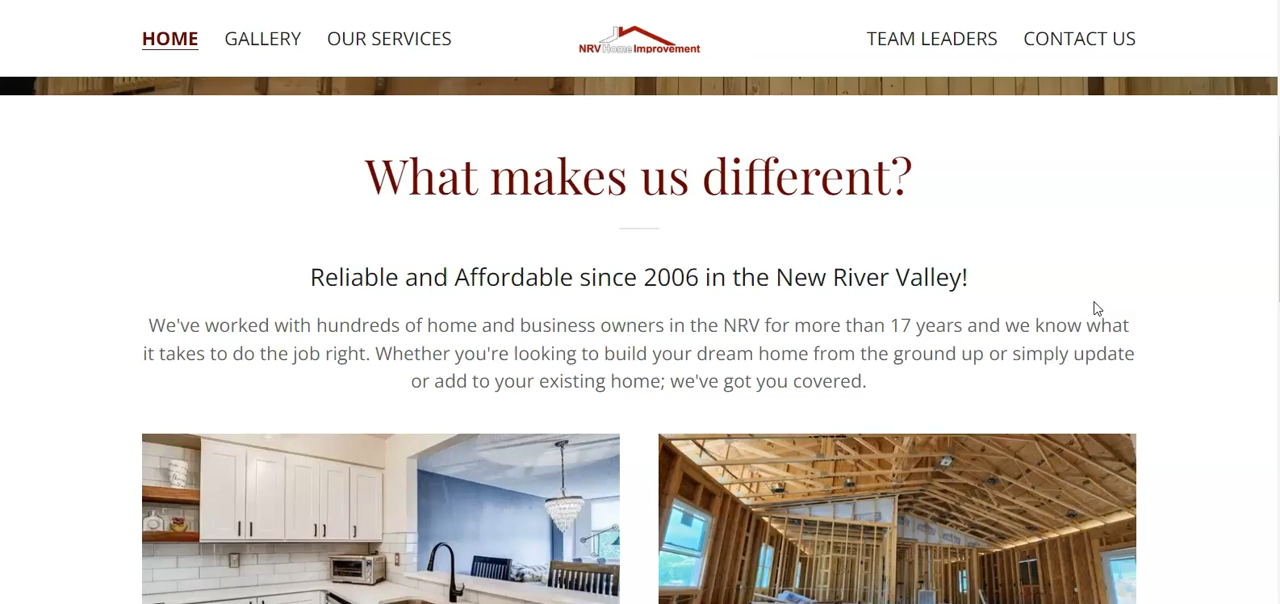 HOME GALLERY OUR SERVICES NRV Home Improvement TEAM LEADERS CONTACT US
What makes us different?
Reliable and Affordable since 2006 in the New River Valley!
We've worked with hundreds of home and business owners in the NRV for more than 17 years and we know what
it takes to do the job right. Whether you're looking to build your dream home from the ground up or simply update
or add to your existing home; we've got you covered.